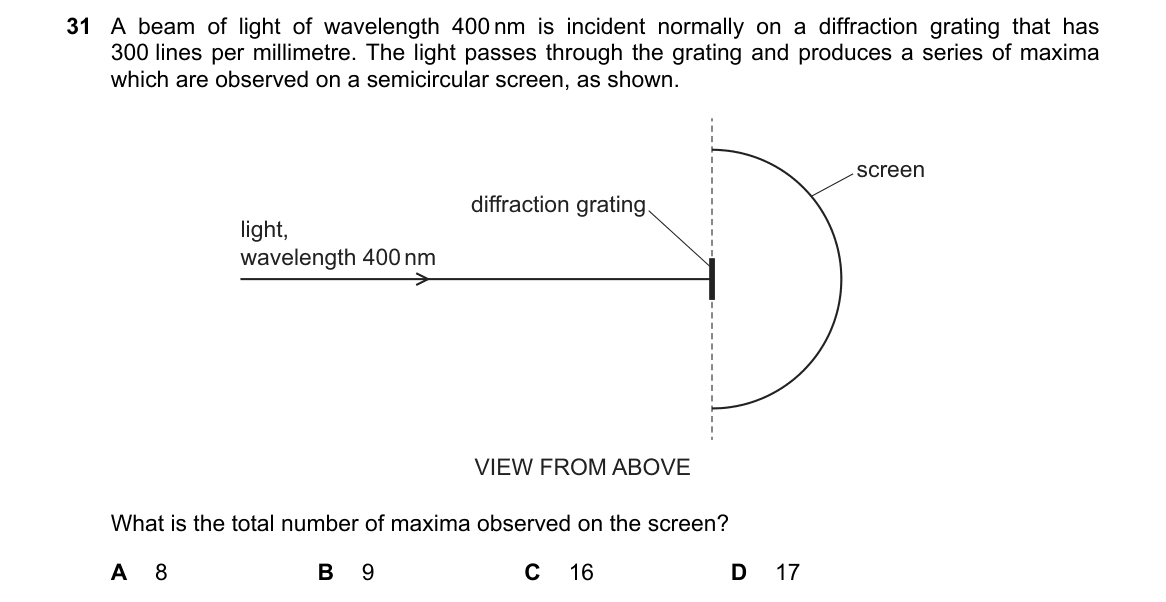 31 A beam of light of wavelength 400 nm is incident normally on a diffraction grating that has
300 lines per millimetre. The light passes through the grating and produces a series of maxima
which are observed on a semicircular screen, as shown.
screen
diffraction grating
light,
wavelength 400 nm
VIEW FROM ABOVE
What is the total number of maxima observed on the screen?
A 8 B 9 C 16 D 17